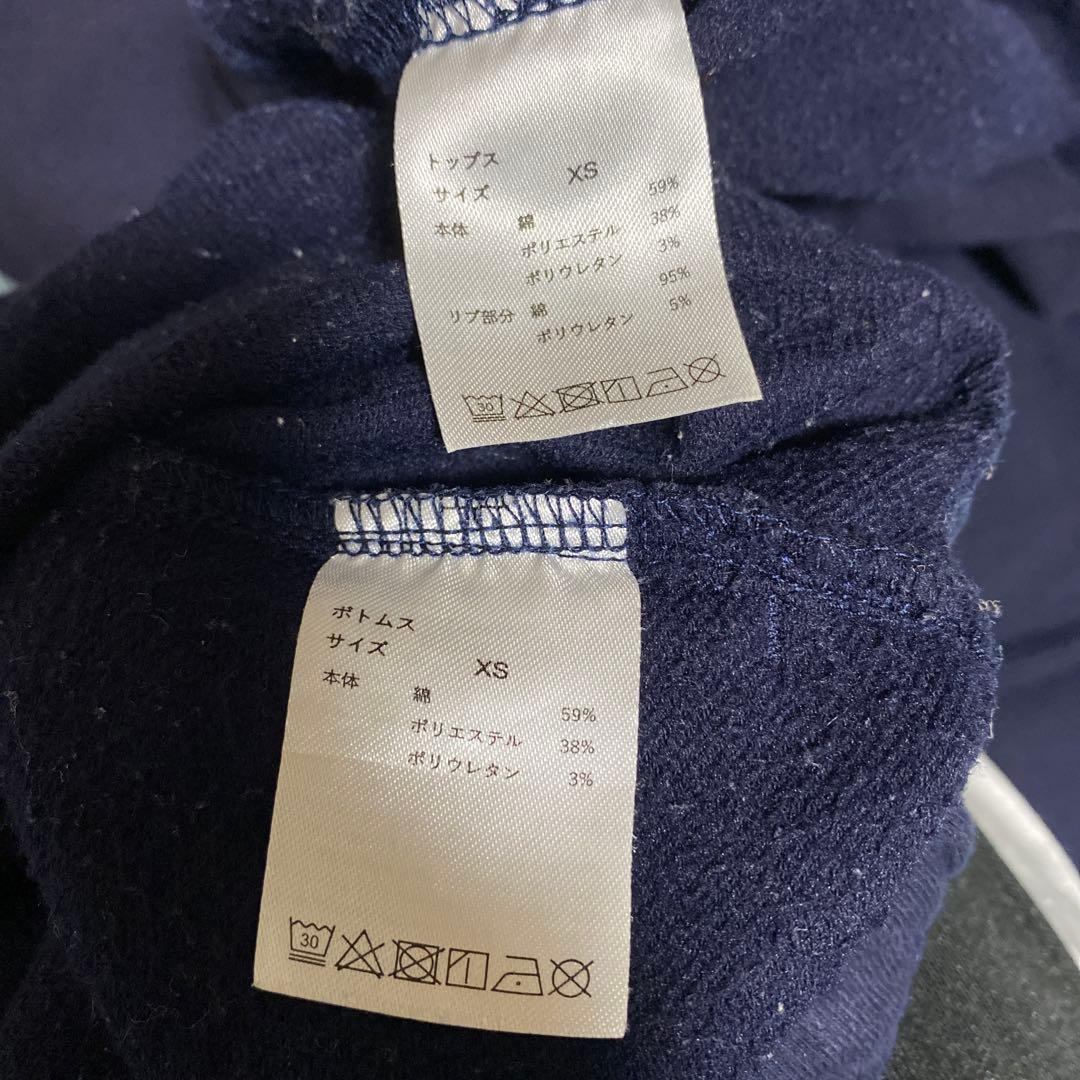 トップス
サイズ XS
本体 綿 59%
ポリエステル 38%
ポリウレタン 3%
リブ部分 綿 95%
ポリウレタン 5%
30
ボトムス
サイズ XS
本体 綿 59%
ポリエステル 38%
ポリウレタン 3%
30